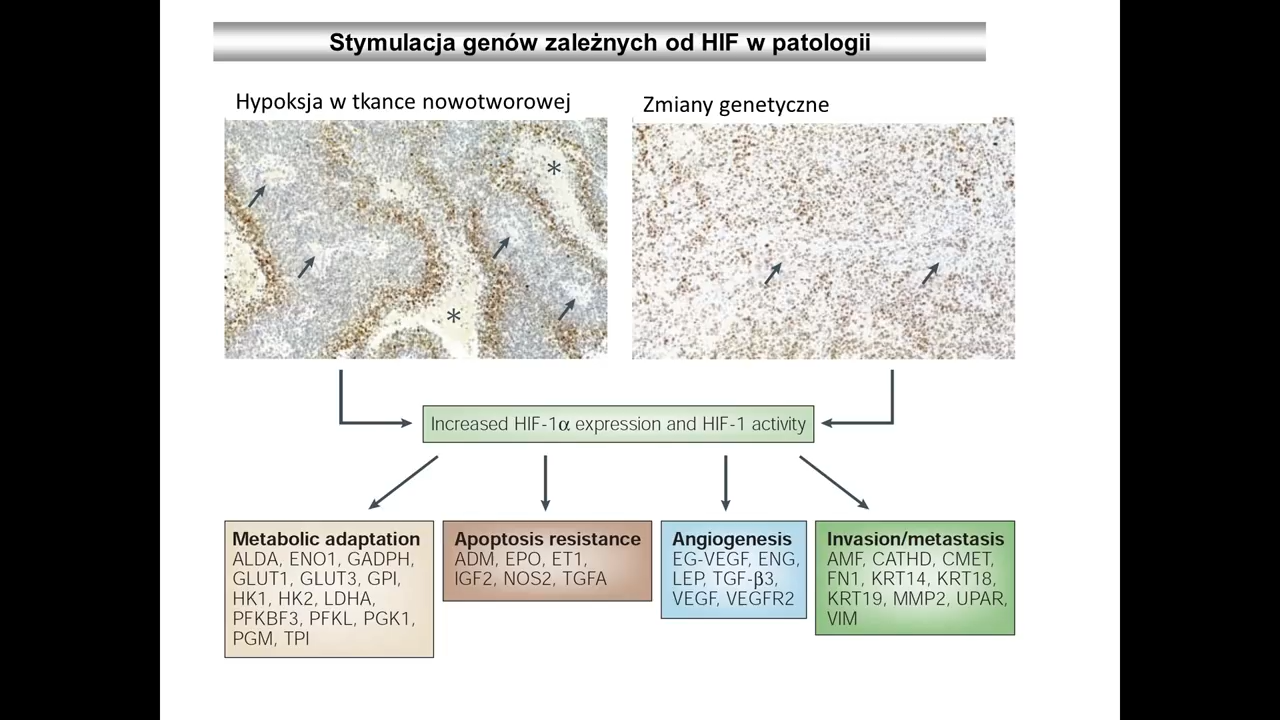 Stymulacja genów zależnych od HIF w patologii
Hypoksja w tkance nowotworowej
Zmiany genetyczne
*
*
Increased HIF-1α expression and HIF-1 activity
Metabolic adaptation
ALDA, ENO1, GADPH,
GLUT1, GLUT3, GPI,
HK1, HK2, LDHA,
PFKBF3, PFKL, PGK1,
PGM, TPI
Apoptosis resistance
ADM, EPO, ET1,
IGF2, NOS2, TGFA
Angiogenesis
EG-VEGF, ENG,
LEP, TGF-β3,
VEGF, VEGFR2
Invasion/metastasis
AMF, CATHD, CMET,
FN1, KRT14, KRT18,
KRT19, MMP2, UPAR,
VIM